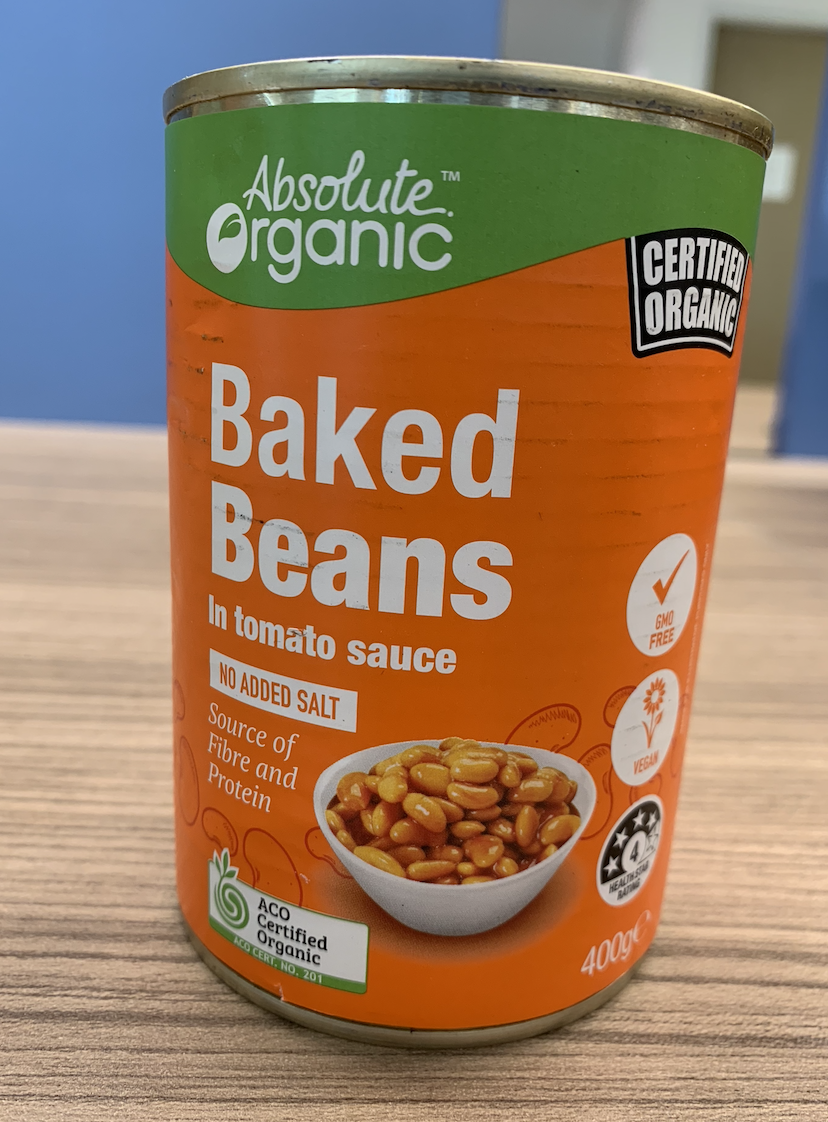 Absolute™
Organic
CERTIFIED
ORGANIC
Baked
Beans
In tomato sauce
NO ADDED SALT
Source of
Fibre and
Protein
GMO
FREE
VEGAN
4
HEALTH STAR
RATING
ACO
Certified
Organic
ACO CERT. NO. 201
400g℮